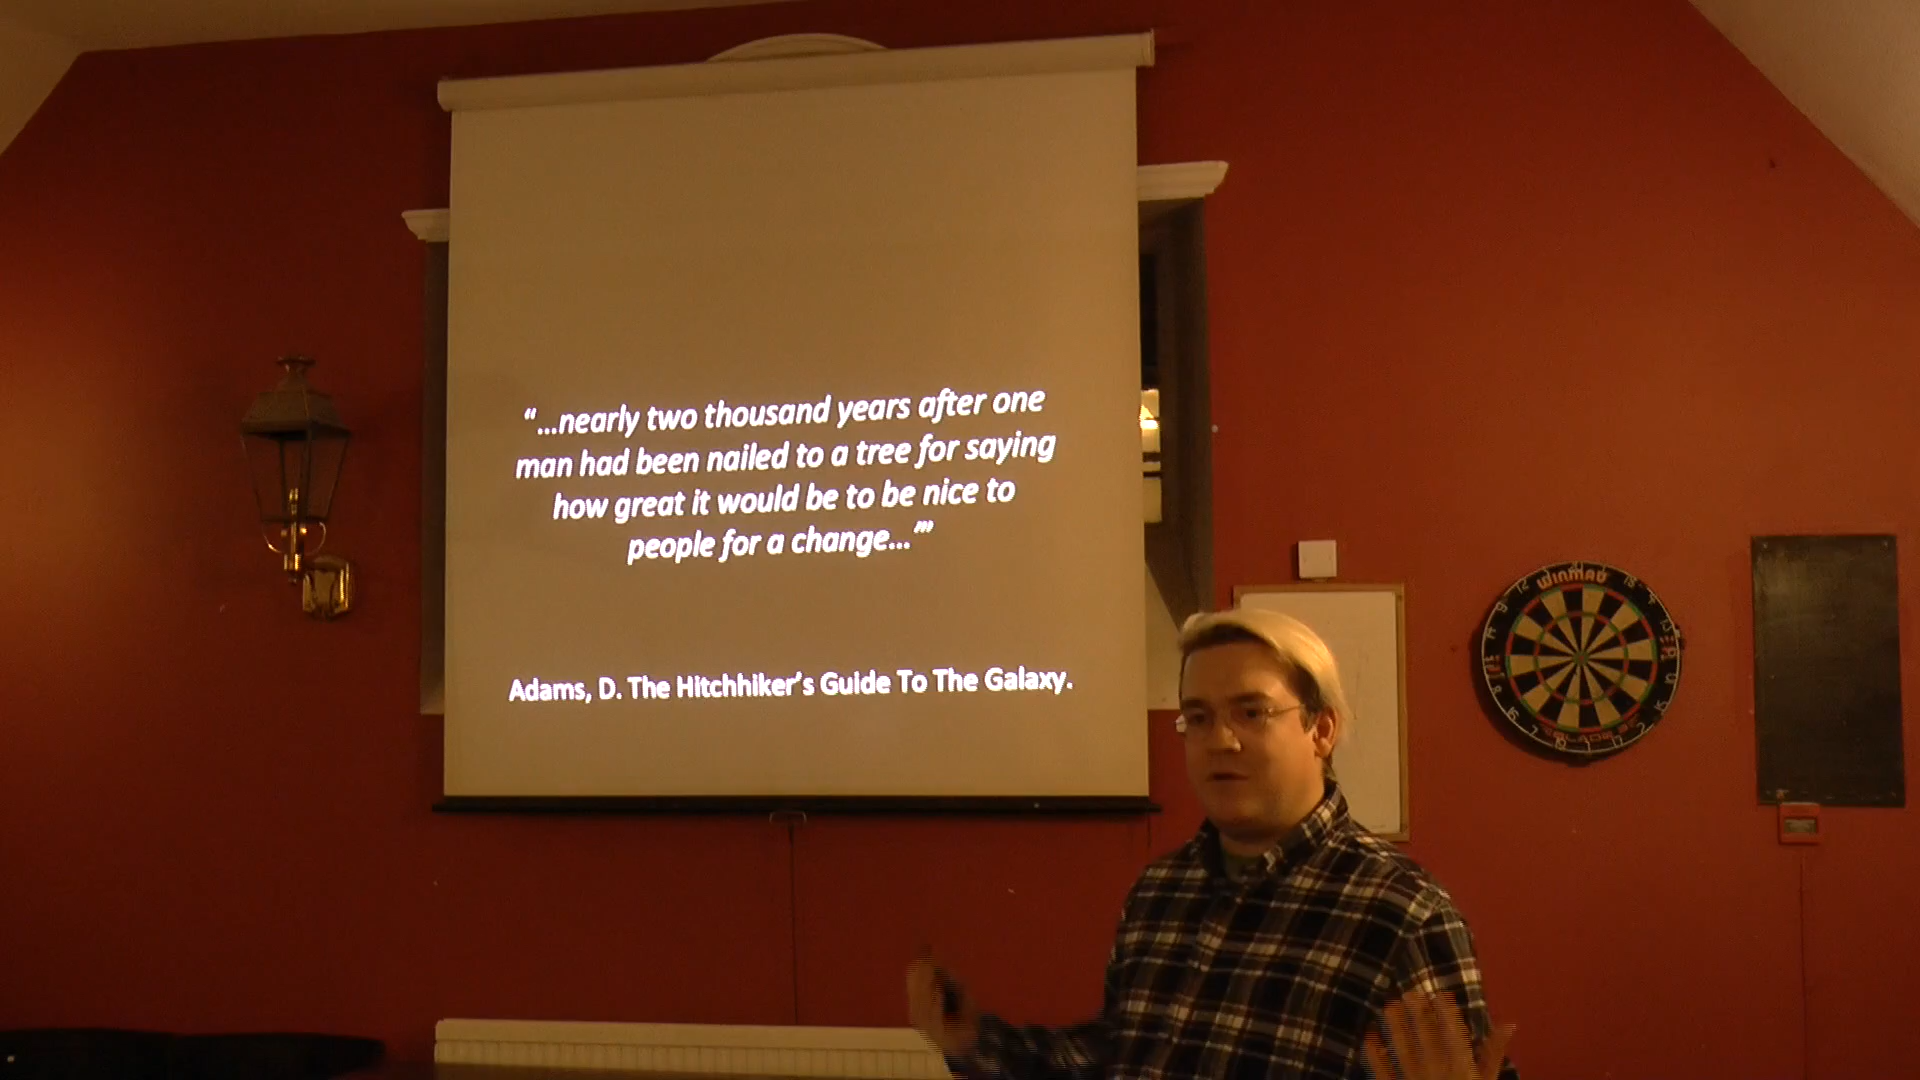 “...nearly two thousand years after one
man had been nailed to a tree for saying
how great it would be to be nice to
people for a change...”’
Adams, D. The Hitchhiker’s Guide To The Galaxy.
WINMAU